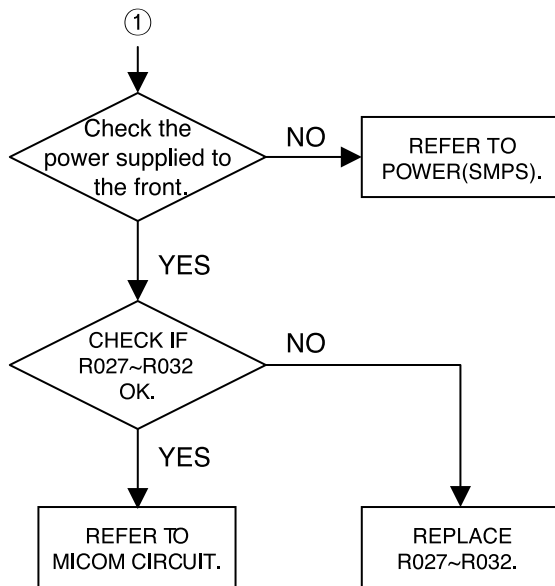 ①
Check the
power supplied to
the front.
NO
REFER TO
POWER(SMPS).
YES
CHECK IF
R027~R032
OK.
NO
YES
REFER TO
MICOM CIRCUIT.
REPLACE
R027~R032.